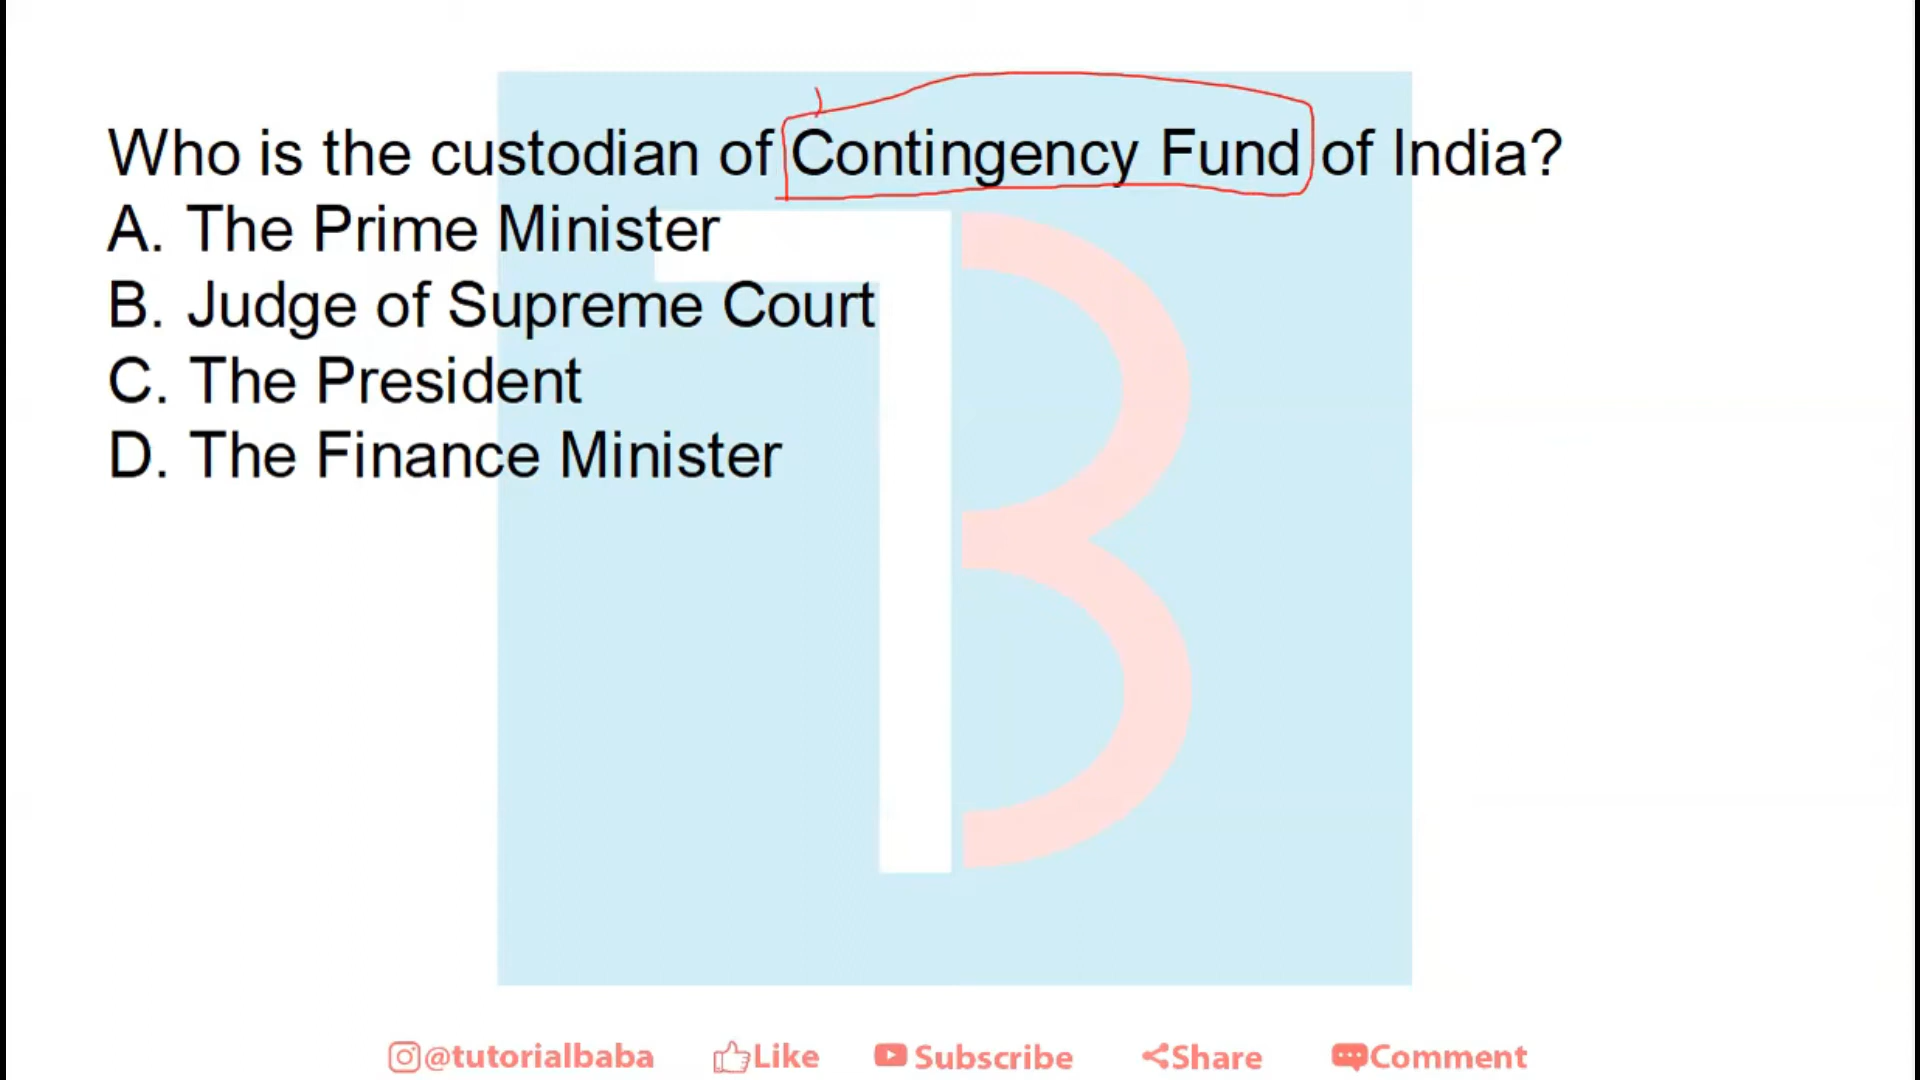 Who is the custodian of Contingency Fund of India?
A. The Prime Minister
B. Judge of Supreme Court
C. The President
D. The Finance Minister
@tutorialbaba Like Subscribe Share Comment